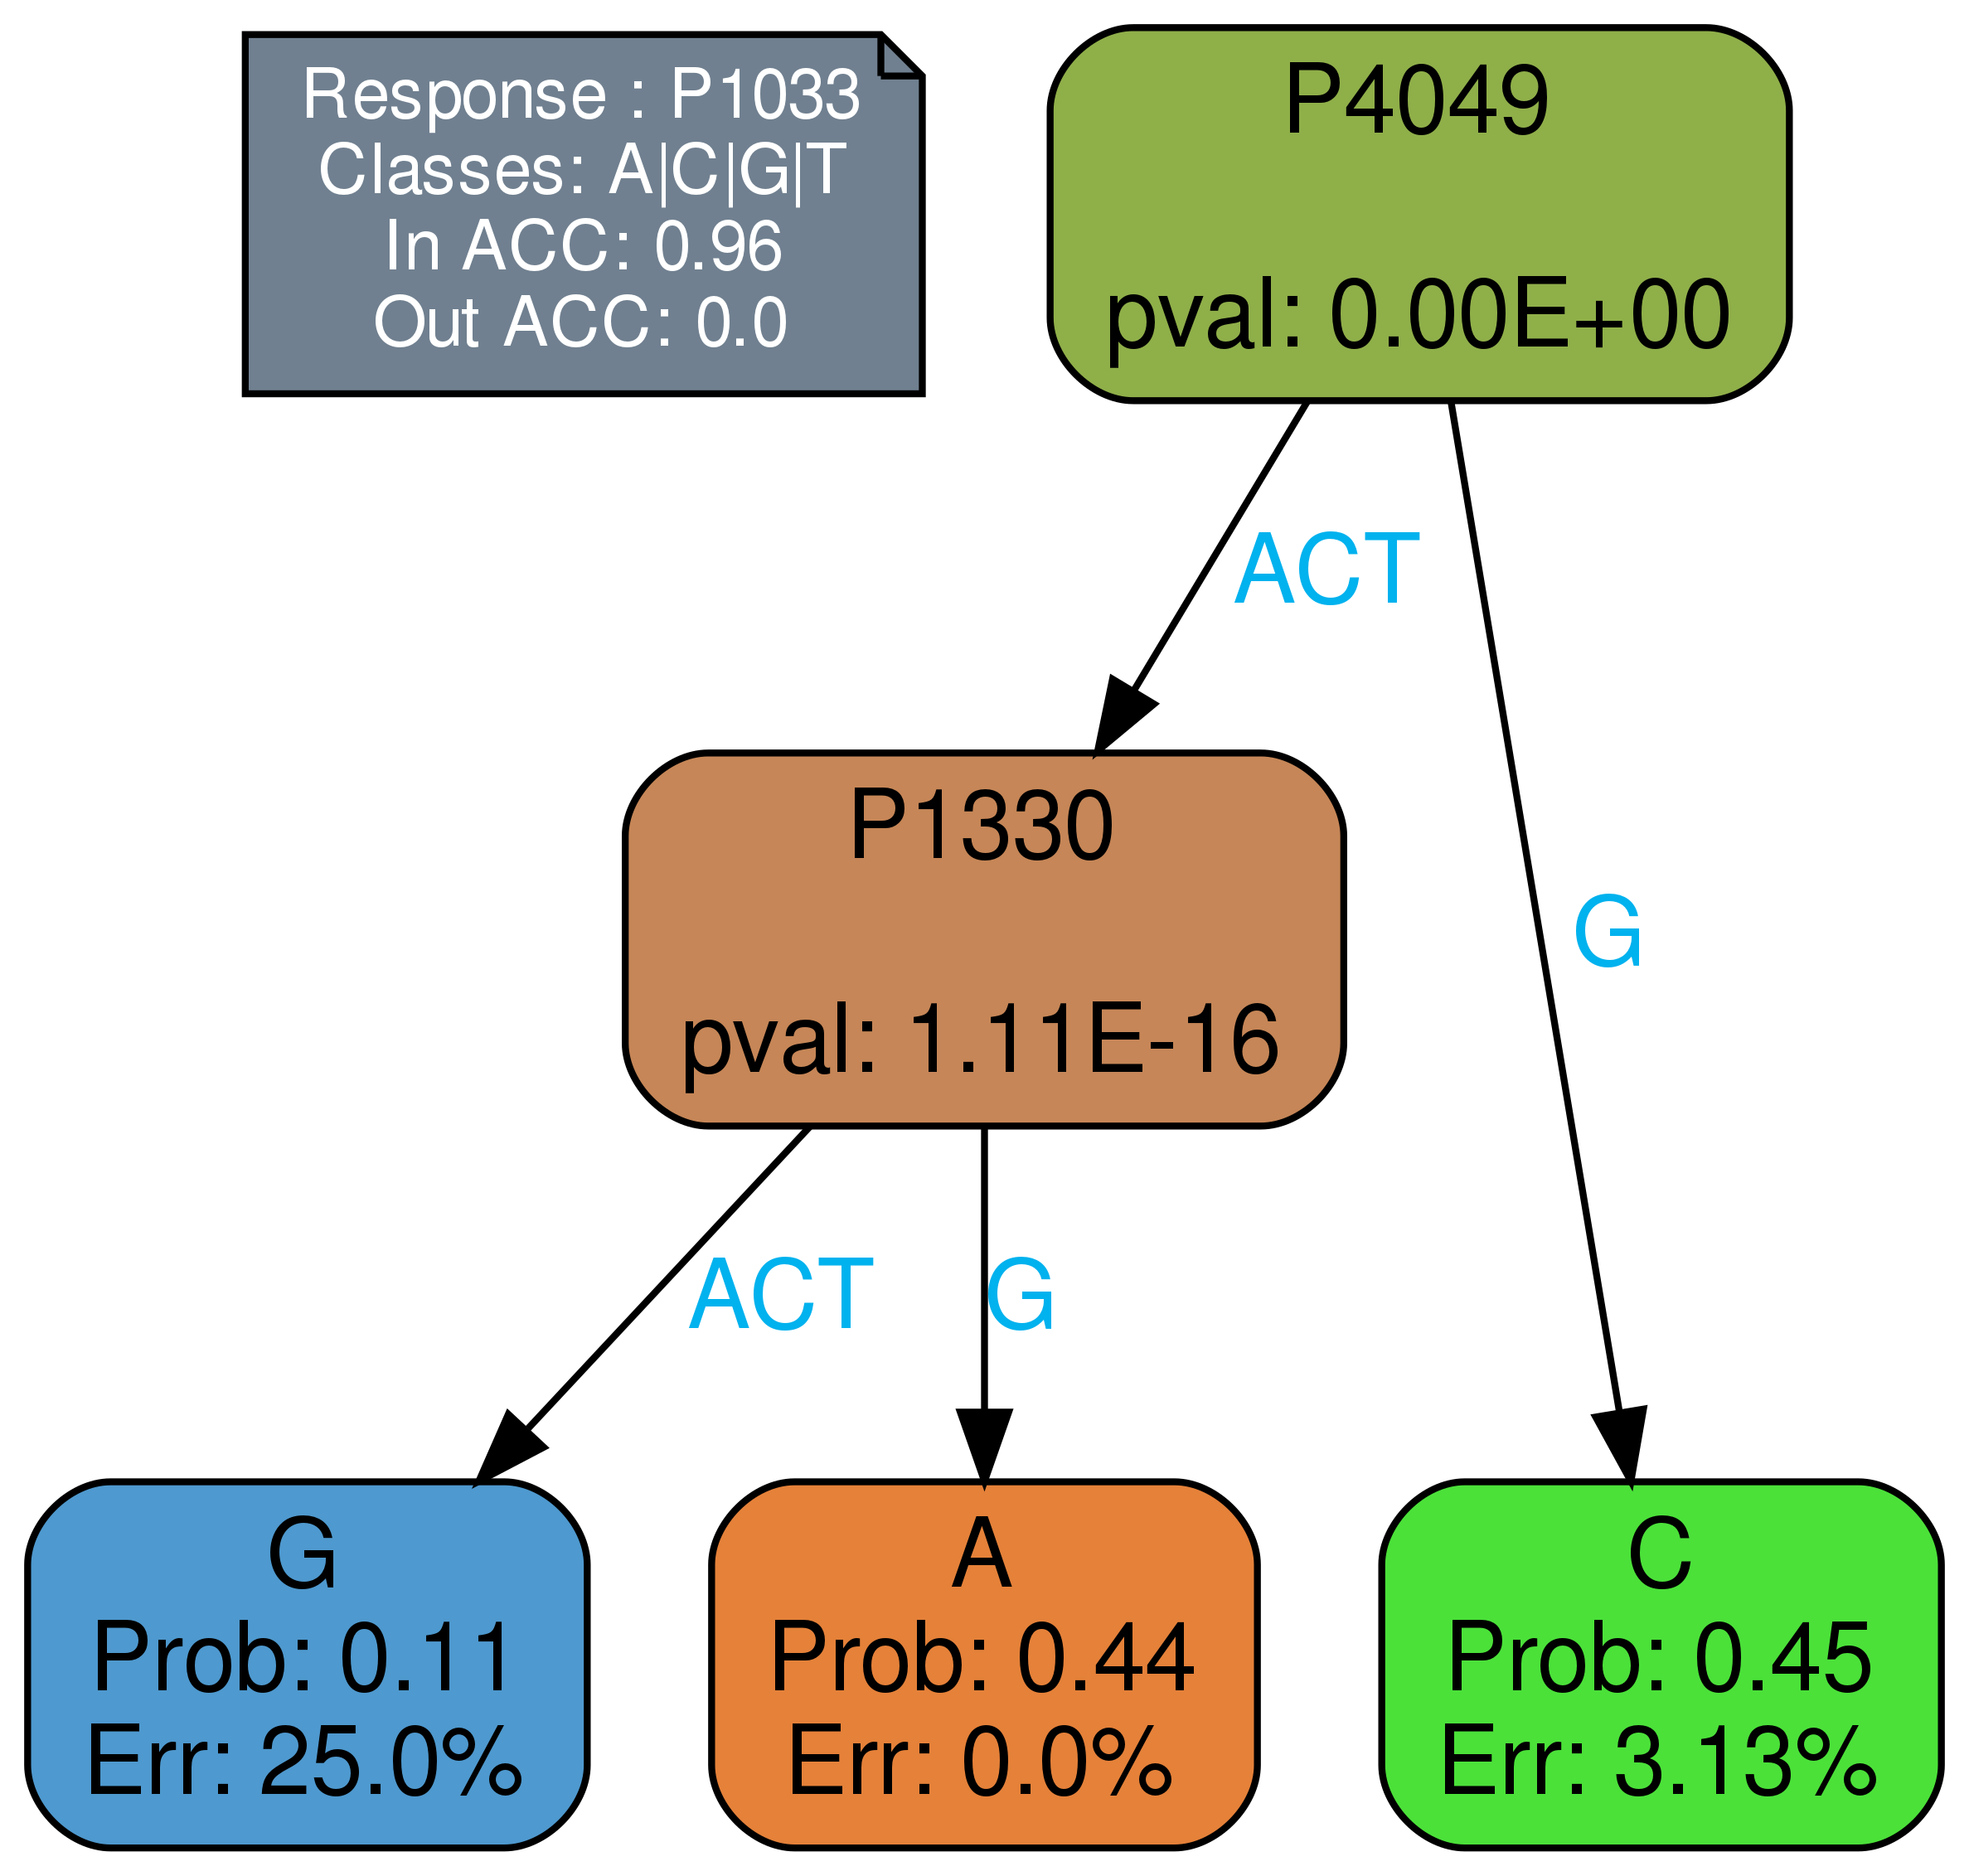 Response : P1033
Classes: A|C|G|T
In ACC: 0.96
Out ACC: 0.0
P4049
pval: 0.00E+00
ACT
P1330
pval: 1.11E-16
G
ACT
G
G
Prob: 0.11
Err: 25.0%
A
Prob: 0.44
Err: 0.0%
C
Prob: 0.45
Err: 3.13%